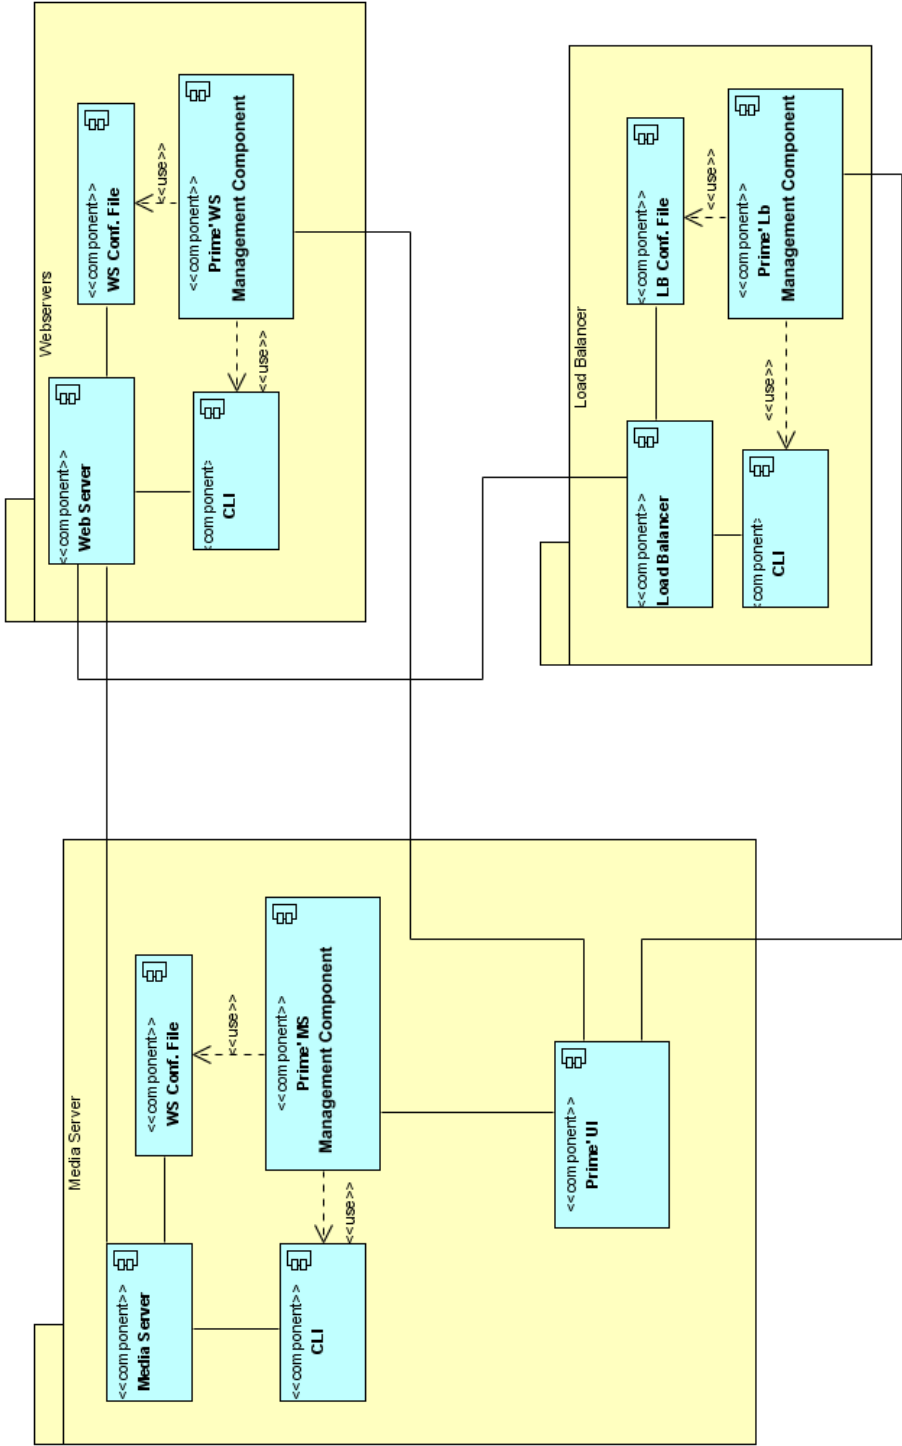 Media Server
<<component>>
Media Server
<<component>>
WS Conf. File
<<component>>
CLI
<<use>>
<<use>>
<<component>>
Prime'MS
Management Component
<<component>>
Prime'UI
Webservers
<<component>>
Web Server
<<component>>
WS Conf. File
<component>
CLI
<<use>>
<<use>>
<<component>>
Prime'WS
Management Component
Load Balancer
<<component>>
Load Balancer
<<component>>
LB Conf. File
<component>
CLI
<<use>>
<<use>>
<<component>>
Prime'Lb
Management Component